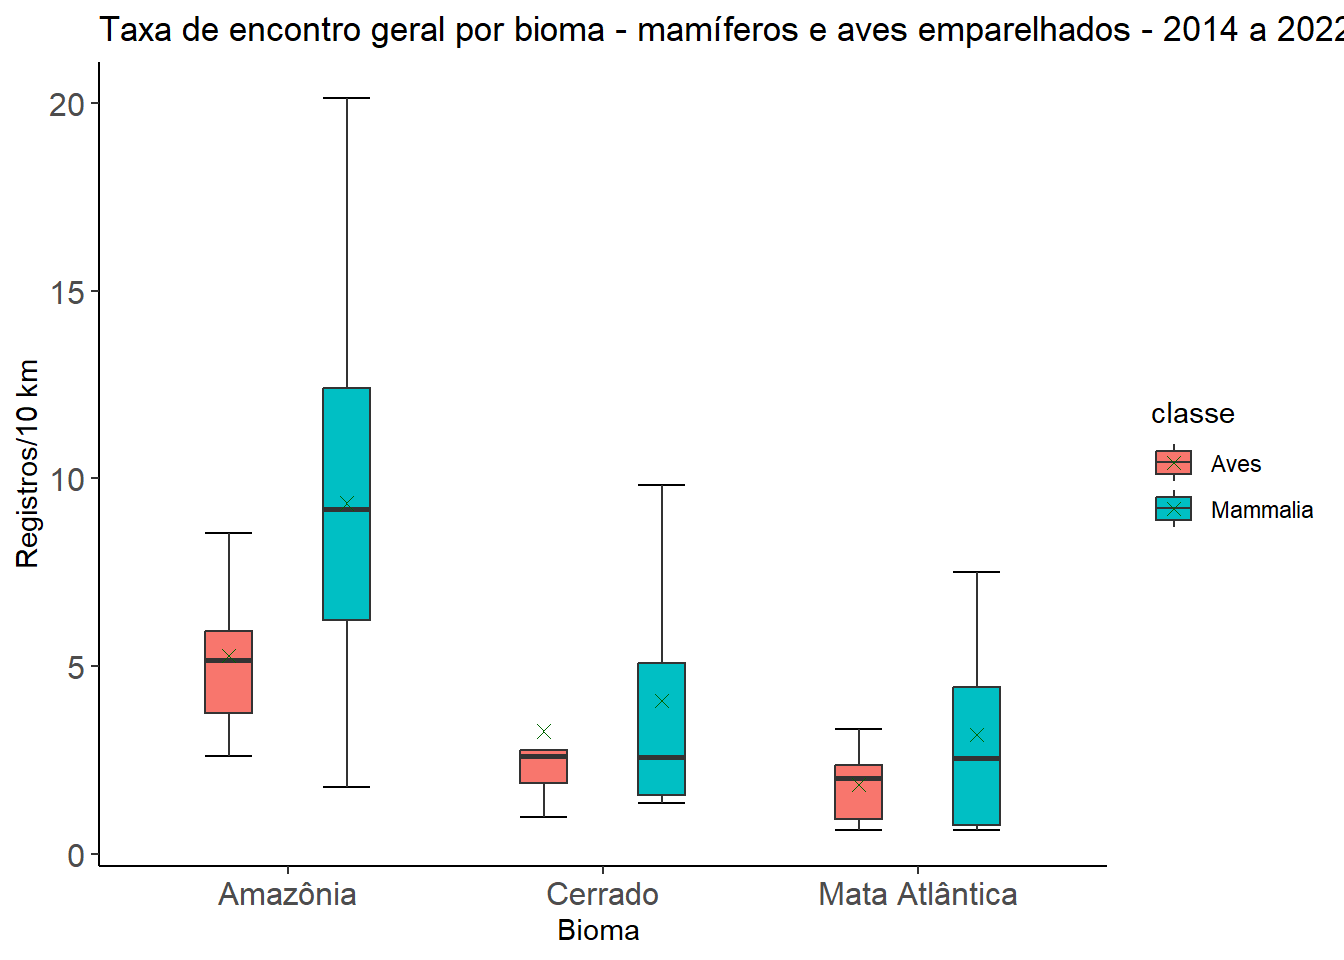 Taxa de encontro geral por bioma - mamíferos e aves emparelhados - 2014 a 2022
20
15
10
5
0
Registros/10 km
Amazônia
Cerrado
Mata Atlântica
Bioma
classe
Aves
Mammalia